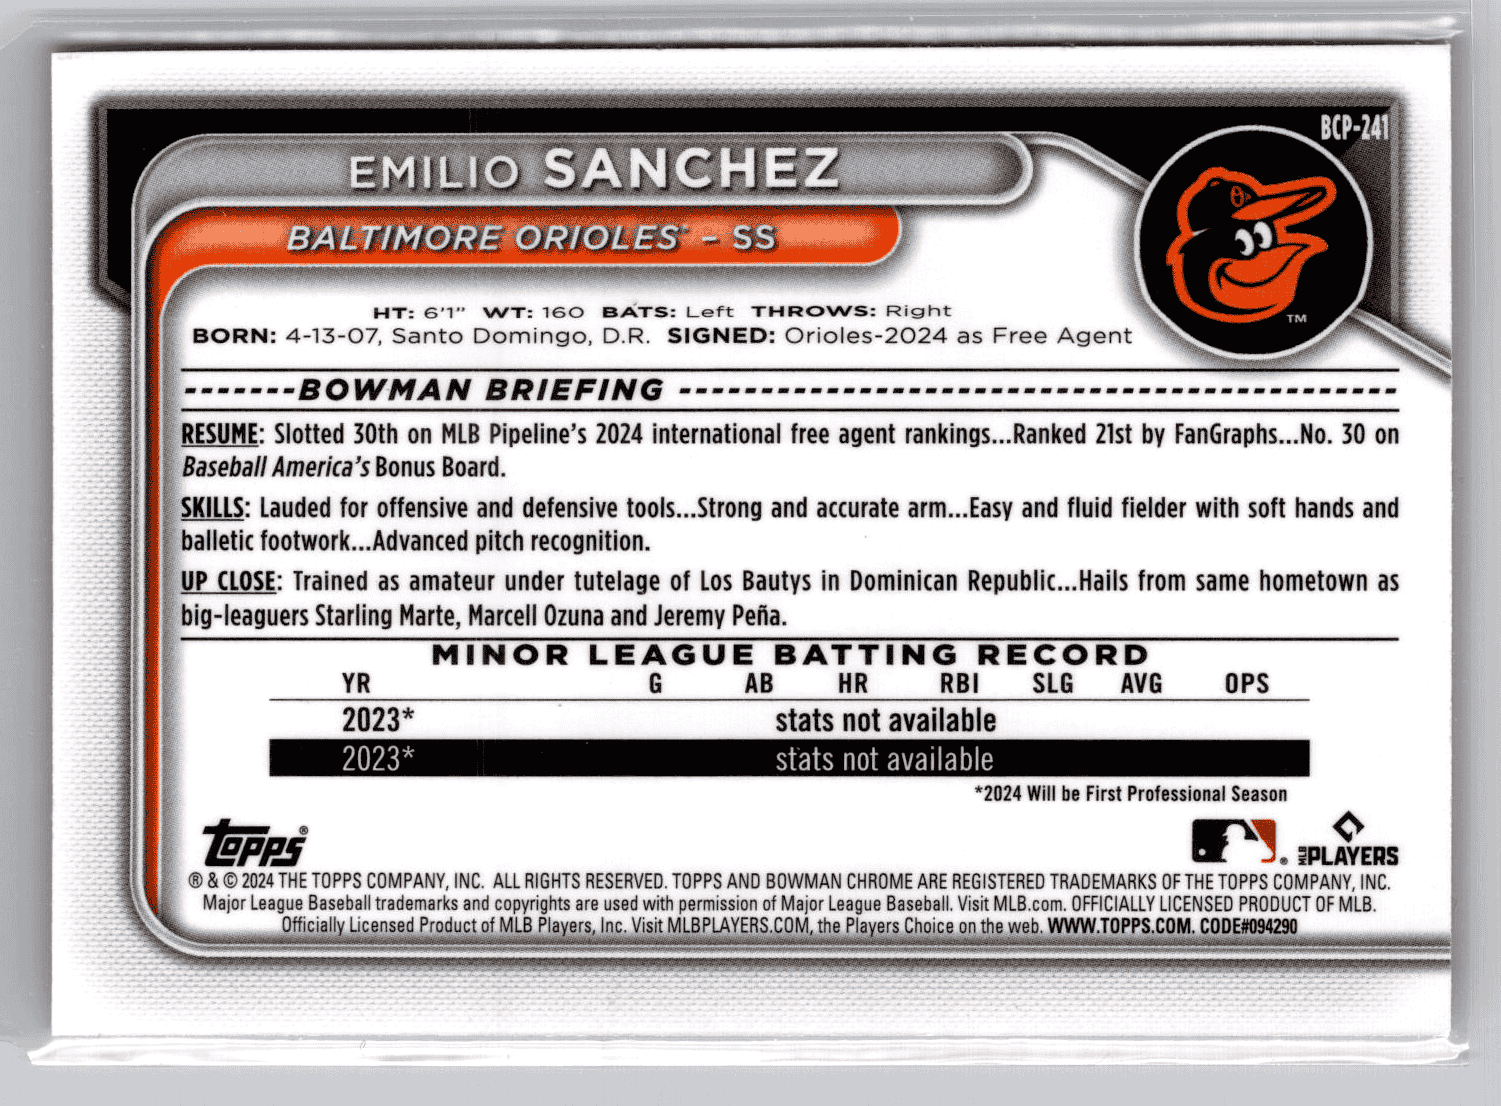 BCP-241
EMILIO SANCHEZ
BALTIMORE ORIOLES® - SS
TM
HT: 6'1" WT: 160 BATS: Left THROWS: Right
BORN: 4-13-07, Santo Domingo, D.R. SIGNED: Orioles-2024 as Free Agent
-------BOWMAN BRIEFING ------------------------------------------------
RESUME: Slotted 30th on MLB Pipeline's 2024 international free agent rankings...Ranked 21st by FanGraphs...No. 30 on
Baseball America's Bonus Board.
SKILLS: Lauded for offensive and defensive tools...Strong and accurate arm...Easy and fluid fielder with soft hands and
balletic footwork...Advanced pitch recognition.
UP CLOSE: Trained as amateur under tutelage of Los Bautys in Dominican Republic...Hails from same hometown as
big-leaguers Starling Marte, Marcell Ozuna and Jeremy Peña.
MINOR LEAGUE BATTING RECORD
YR G AB HR RBI SLG AVG OPS
2023* stats not available
2023* stats not available
*2024 Will be First Professional Season
Topps®
® MLB PLAYERS
® & © 2024 THE TOPPS COMPANY, INC. ALL RIGHTS RESERVED. TOPPS AND BOWMAN CHROME ARE REGISTERED TRADEMARKS OF THE TOPPS COMPANY, INC.
Major League Baseball trademarks and copyrights are used with permission of Major League Baseball. Visit MLB.com. OFFICIALLY LICENSED PRODUCT OF MLB.
Officially Licensed Product of MLB Players, Inc. Visit MLBPLAYERS.COM, the Players Choice on the web. WWW.TOPPS.COM. CODE#094290